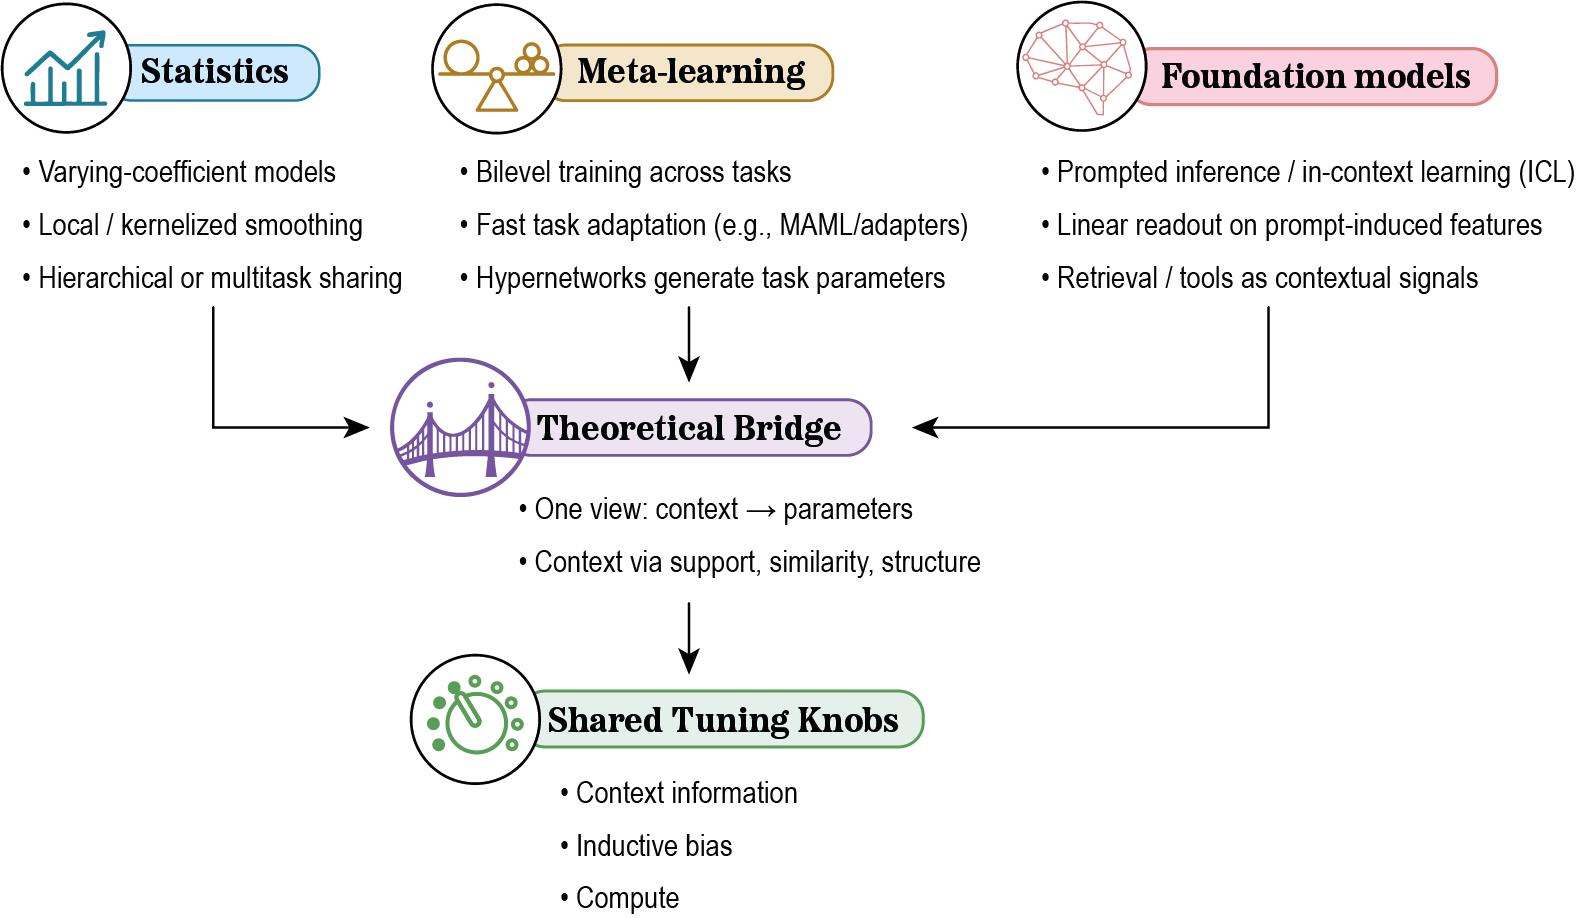 Statistics
• Varying-coefficient models
• Local / kernelized smoothing
• Hierarchical or multitask sharing
Meta-learning
• Bilevel training across tasks
• Fast task adaptation (e.g., MAML/adapters)
• Hypernetworks generate task parameters
Foundation models
• Prompted inference / in-context learning (ICL)
• Linear readout on prompt-induced features
• Retrieval / tools as contextual signals
Theoretical Bridge
• One view: context → parameters
• Context via support, similarity, structure
Shared Tuning Knobs
• Context information
• Inductive bias
• Compute